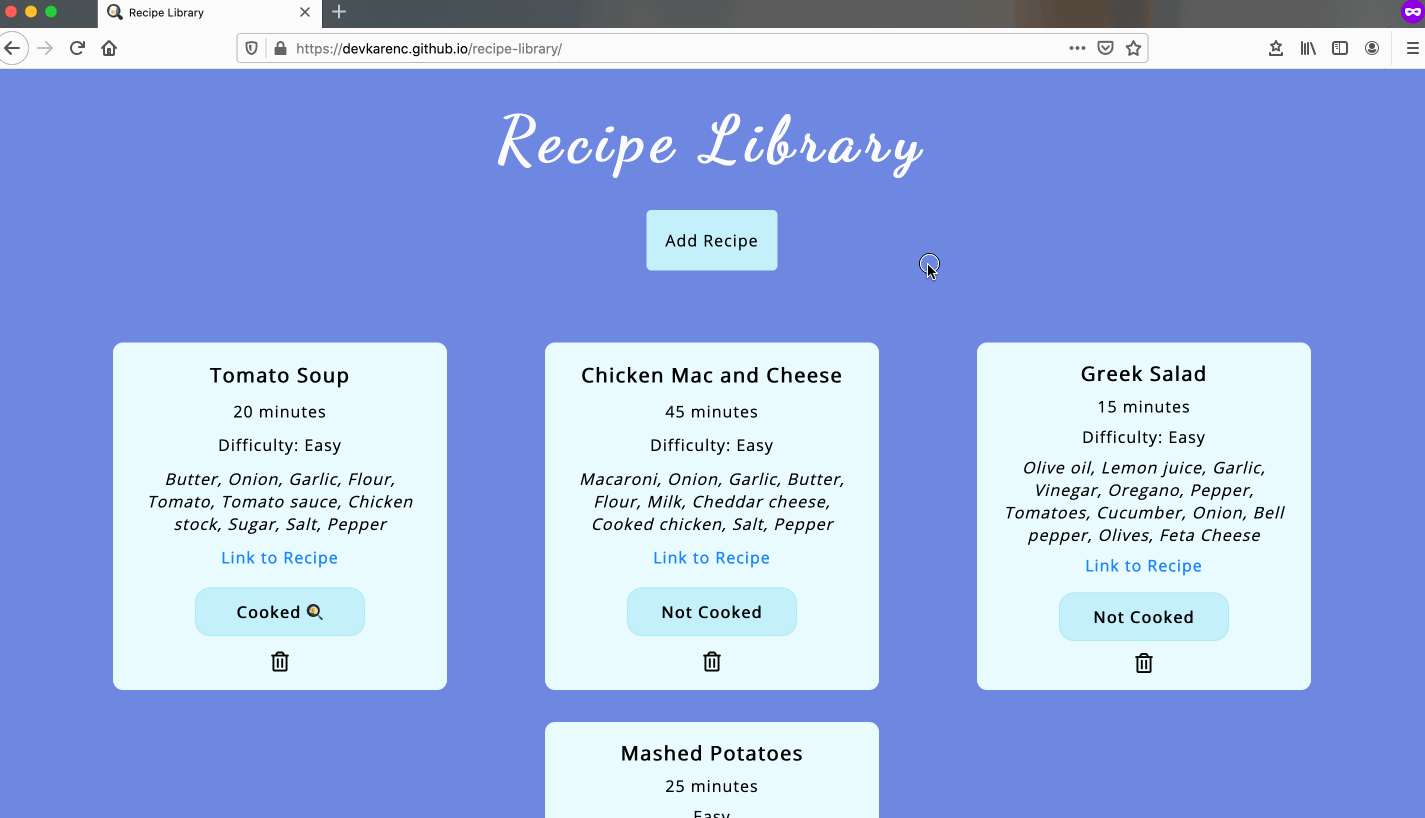 Recipe Library
https://devkarenc.github.io/recipe-library/
Recipe Library
Add Recipe
Tomato Soup
20 minutes
Difficulty: Easy
Butter, Onion, Garlic, Flour,
Tomato, Tomato sauce, Chicken
stock, Sugar, Salt, Pepper
Link to Recipe
Cooked
Chicken Mac and Cheese
45 minutes
Difficulty: Easy
Macaroni, Onion, Garlic, Butter,
Flour, Milk, Cheddar cheese,
Cooked chicken, Salt, Pepper
Link to Recipe
Not Cooked
Greek Salad
15 minutes
Difficulty: Easy
Olive oil, Lemon juice, Garlic,
Vinegar, Oregano, Pepper,
Tomatoes, Cucumber, Onion, Bell
pepper, Olives, Feta Cheese
Link to Recipe
Not Cooked
Mashed Potatoes
25 minutes
Easy